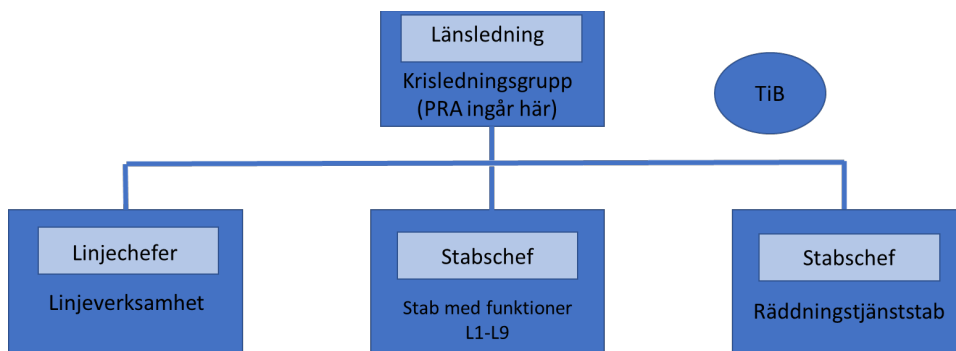 Länsledning
Krisledningsgrupp
(PRA ingår här)
TiB
Linjechefer
Linjeverksamhet
Stabschef
Stab med funktioner
L1-L9
Stabschef
Räddningstjänststab